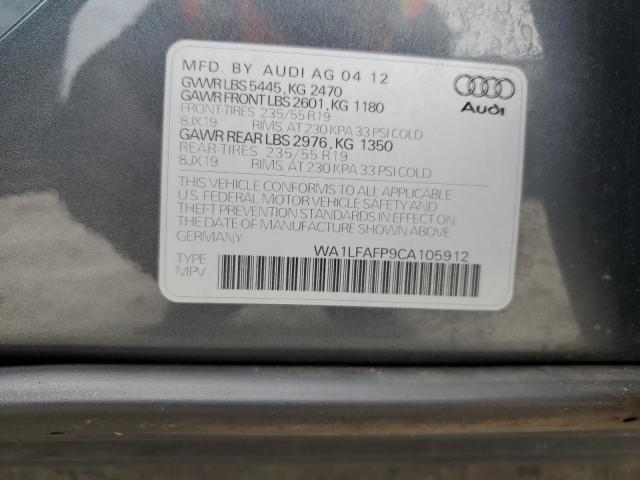 MFD. BY AUDI AG 04 12
GVWR LBS 5445, KG 2470
GAWR FRONT LBS 2601, KG 1180
FRONT-TIRES 235/55 R19
8JX19 RIMS, AT 230 KPA 33 PSI COLD
GAWR REAR LBS 2976, KG 1350
REAR-TIRES 235/55 R19
8JX19 RIMS, AT 230 KPA 33 PSI COLD
Audi
THIS VEHICLE CONFORMS TO ALL APPLICABLE
U.S. FEDERAL MOTOR VEHICLE SAFETY AND
THEFT PREVENTION STANDARDS IN EFFECT ON
THE DATE OF MANUFACTURE SHOWN ABOVE
GERMANY
WA1LFAFP9CA105912
TYPE
MPV